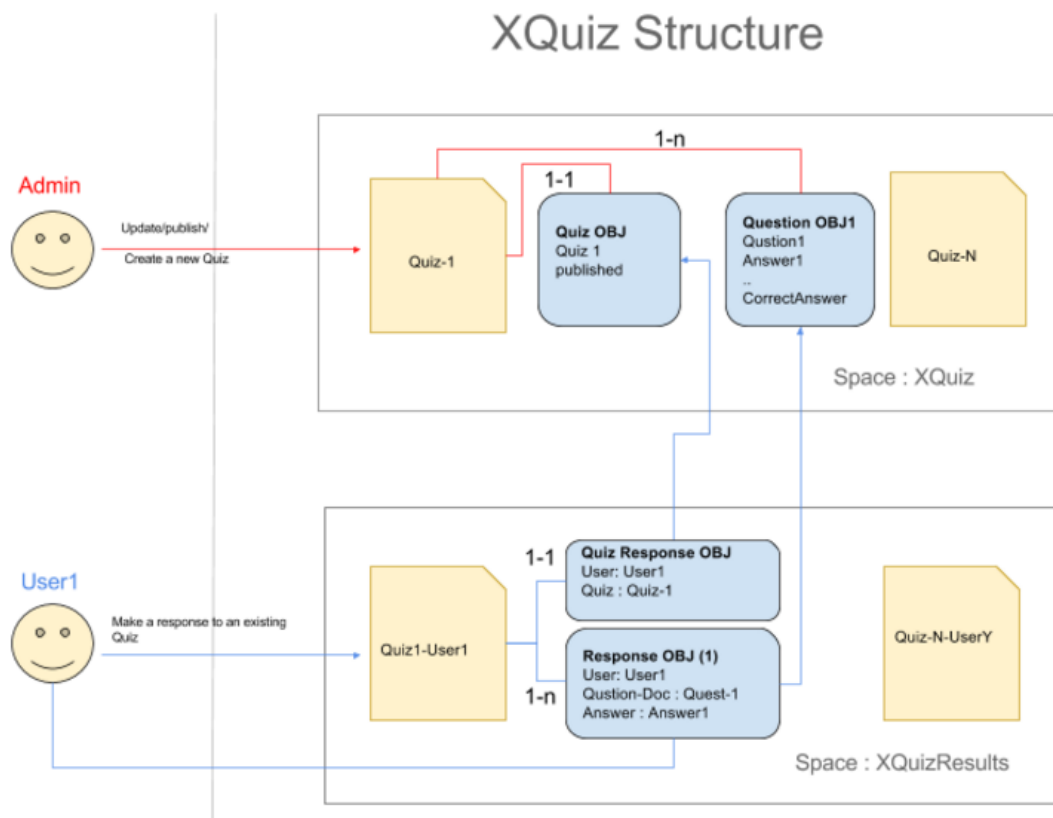 XQuiz Structure
1-n
Admin
1-1
Update/publish/
Create a new Quiz
Quiz-1
Quiz OBJ
Quiz 1
published
Question OBJ1
Qustion1
Answer1
..
CorrectAnswer
Quiz-N
Space : XQuiz
User1
Make a response to an existing
Quiz
Quiz1-User1
1-1
Quiz Response OBJ
User: User1
Quiz : Quiz-1
1-n
Response OBJ (1)
User: User1
Qustion-Doc : Quest-1
Answer : Answer1
Quiz-N-UserY
Space : XQuizResults